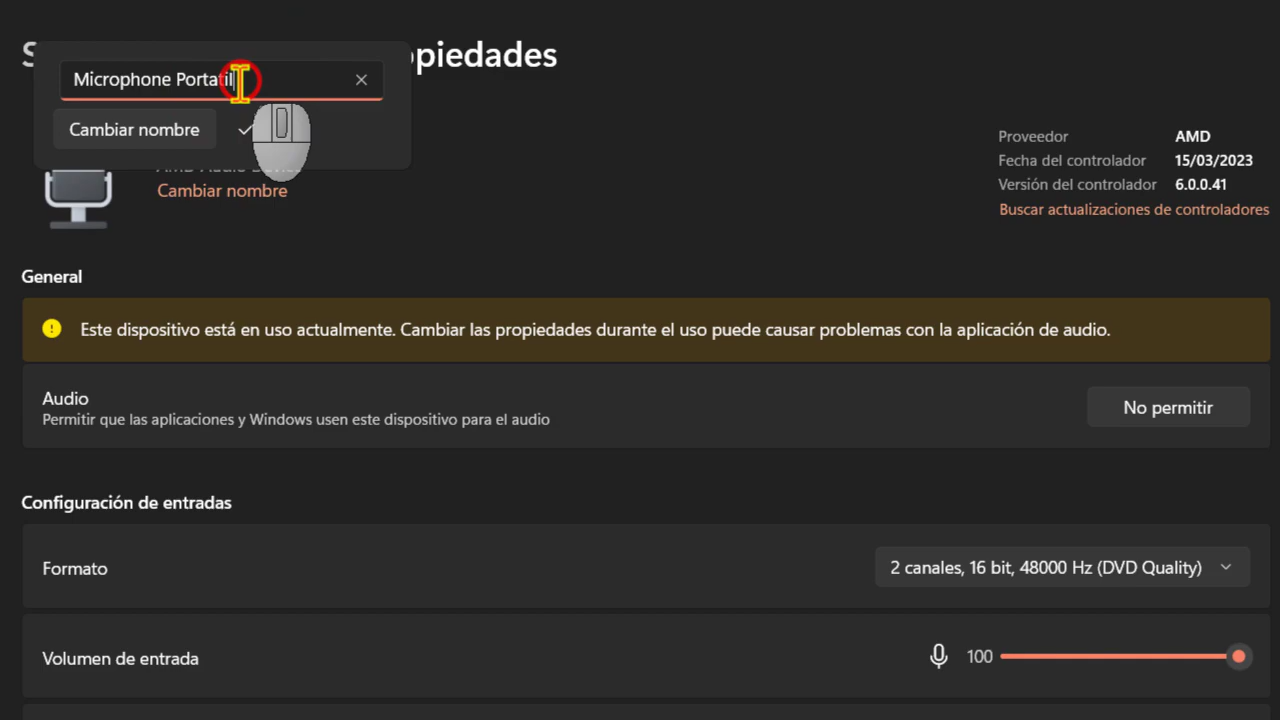 opiedades
Microphone Portatil
Cambiar nombre
Cambiar nombre
Proveedor AMD
Fecha del controlador 15/03/2023
Versión del controlador 6.0.0.41
Buscar actualizaciones de controladores
General
Este dispositivo está en uso actualmente. Cambiar las propiedades durante el uso puede causar problemas con la aplicación de audio.
Audio
Permitir que las aplicaciones y Windows usen este dispositivo para el audio
No permitir
Configuración de entradas
Formato
2 canales, 16 bit, 48000 Hz (DVD Quality)
Volumen de entrada
100